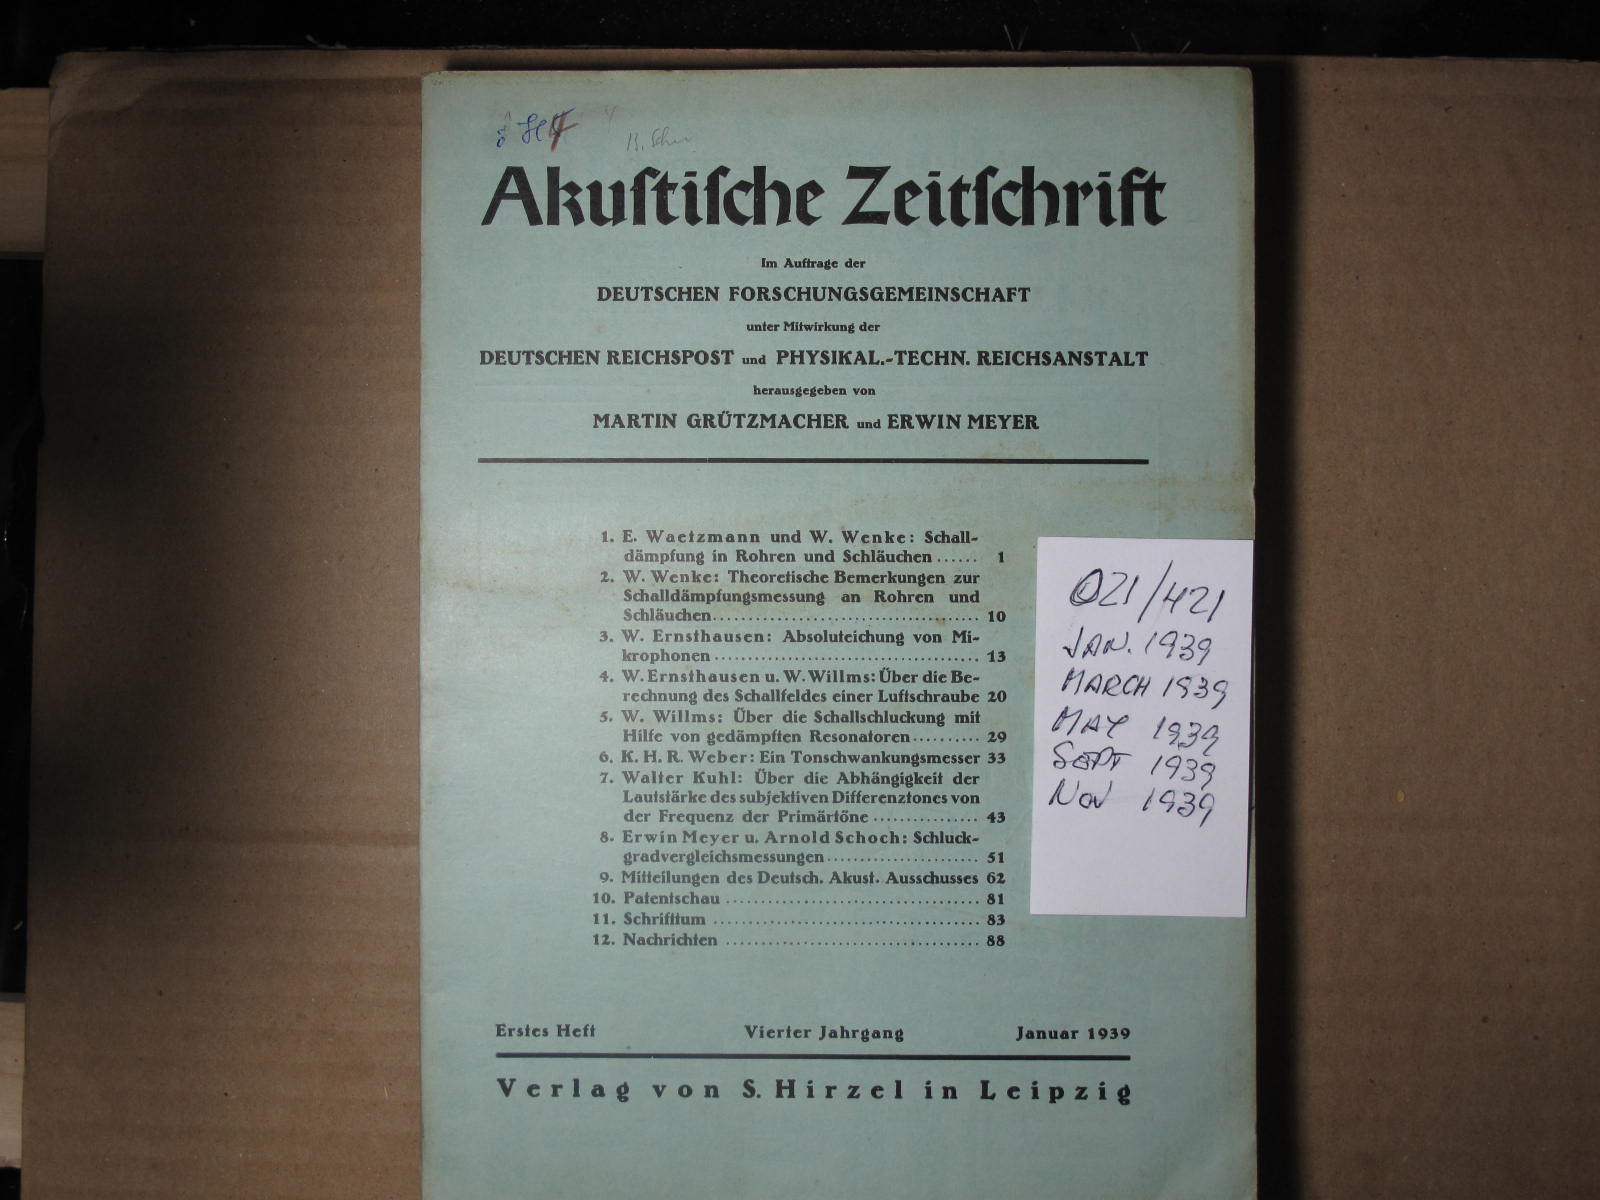 Akuſtiſche Zeitſchrift
Im Auftrage der
DEUTSCHEN FORSCHUNGSGEMEINSCHAFT
unter Mitwirkung der
DEUTSCHEN REICHSPOST und PHYSIKAL.-TECHN. REICHSANSTALT
herausgegeben von
MARTIN GRÜTZMACHER und ERWIN MEYER
1. E. Waetzmann und W. Wenke: Schall-
dämpfung in Rohren und Schläuchen ...... 1
2. W. Wenke: Theoretische Bemerkungen zur
Schalldämpfungsmessung an Rohren und
Schläuchen.................................... 10
3. W. Ernsthausen: Absoluteichung von Mi-
krophonen .................................... 13
4. W. Ernsthausen u. W. Willms: Über die Be-
rechnung des Schallfeldes einer Luftschraube 20
5. W. Willms: Über die Schallschluckung mit
Hilfe von gedämpften Resonatoren.......... 29
6. K. H. R. Weber: Ein Tonschwankungsmesser 33
7. Walter Kuhl: Über die Abhängigkeit der
Lautstärke des subjektiven Differenztones von
der Frequenz der Primärtöne ................ 43
8. Erwin Meyer u. Arnold Schoch: Schluck-
gradvergleichsmessungen....................... 51
9. Mitteilungen des Deutsch. Akust. Ausschusses 62
10. Patentschau .................................. 81
11. Schrifttum .................................... 83
12. Nachrichten .................................. 88
021/421
JAN. 1939
MARCH 1939
MAY 1939
SEPT 1939
NOV 1939
Erstes Heft Vierter Jahrgang Januar 1939
Verlag von S. Hirzel in Leipzig